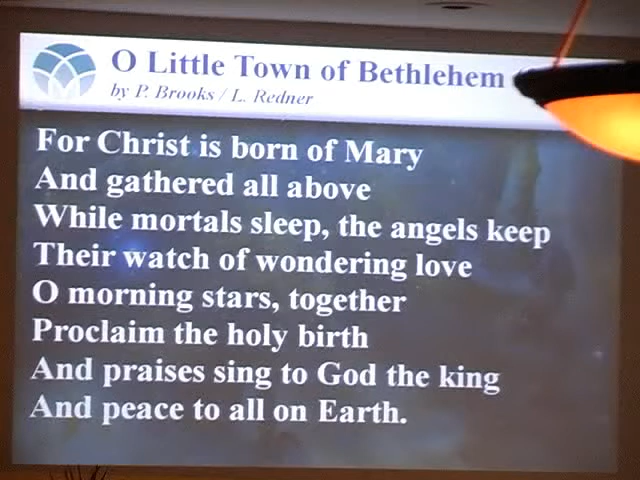 O Little Town of Bethlehem
by P. Brooks / L. Redner
For Christ is born of Mary
And gathered all above
While mortals sleep, the angels keep
Their watch of wondering love
O morning stars, together
Proclaim the holy birth
And praises sing to God the king
And peace to all on Earth.